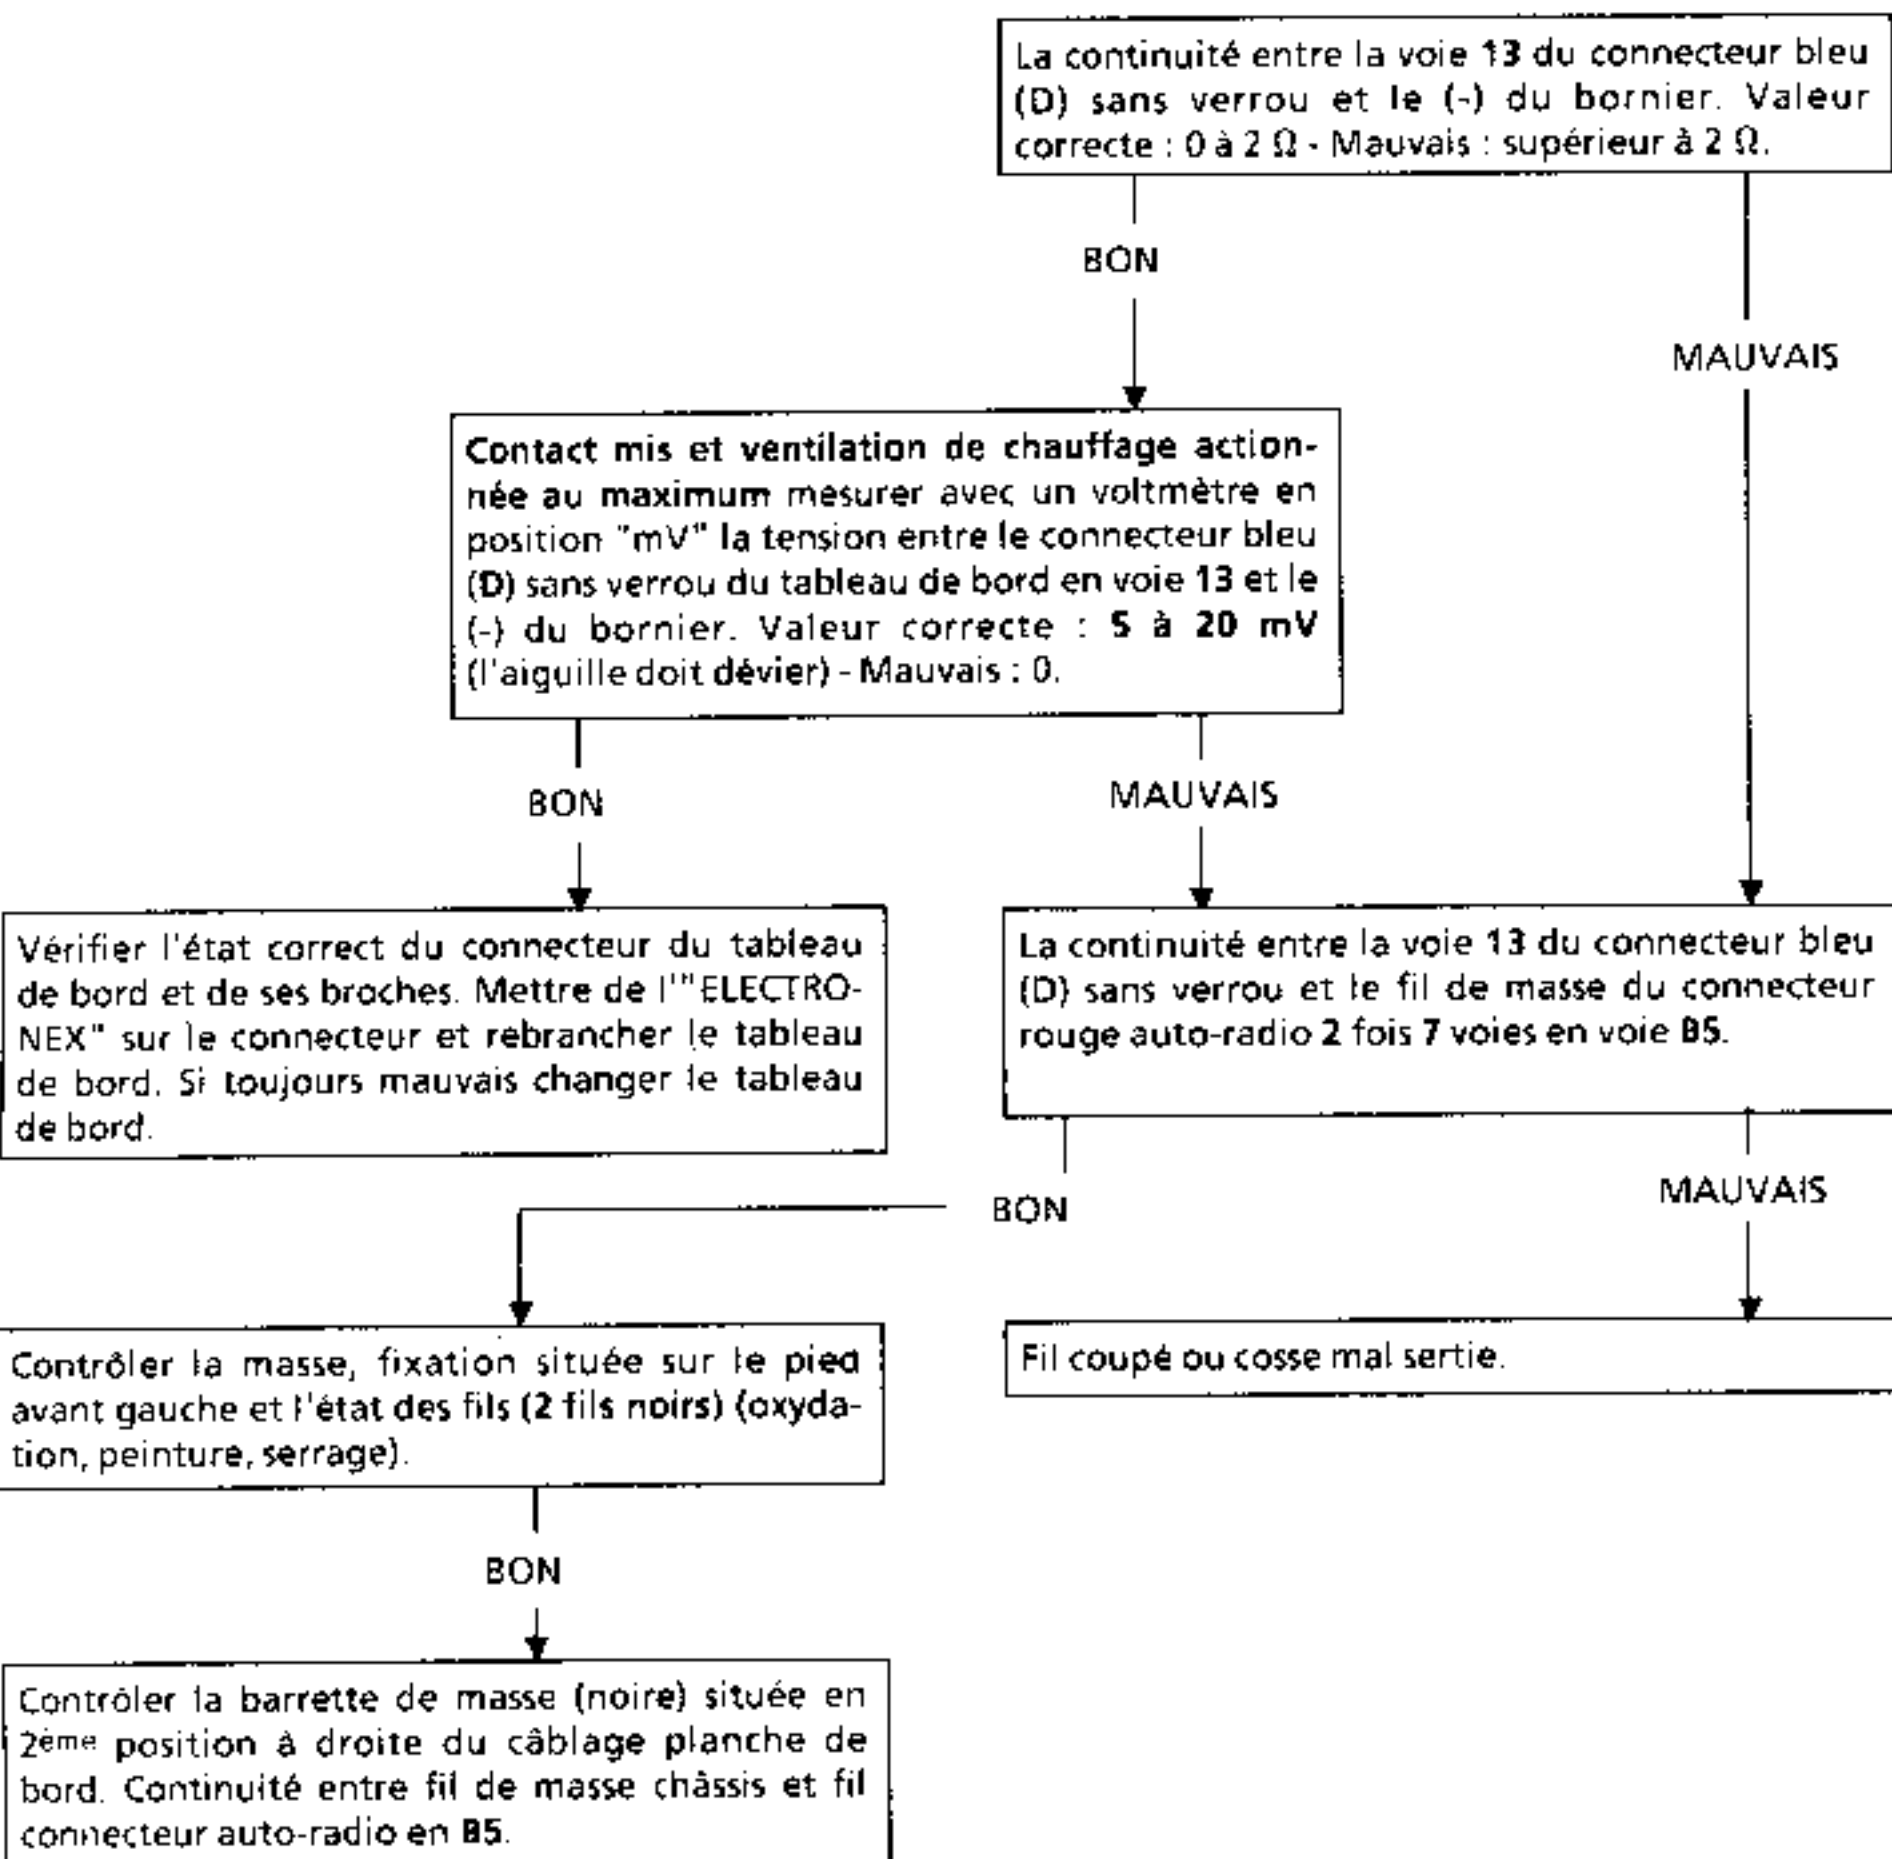 La continuité entre la voie 13 du connecteur bleu
(D) sans verrou et le (-) du bornier. Valeur
correcte : 0 à 2 Ω - Mauvais : supérieur à 2 Ω.
BON
MAUVAIS
Contact mis et ventilation de chauffage action-
née au maximum mesurer avec un voltmètre en
position "mV" la tension entre le connecteur bleu
(D) sans verrou du tableau de bord en voie 13 et le
(-) du bornier. Valeur correcte : 5 à 20 mV
(l'aiguille doit dévier) - Mauvais : 0.
BON
MAUVAIS
Vérifier l'état correct du connecteur du tableau
de bord et de ses broches. Mettre de l'"ELECTRO-
NEX" sur le connecteur et rebrancher le tableau
de bord. Si toujours mauvais changer le tableau
de bord.
La continuité entre la voie 13 du connecteur bleu
(D) sans verrou et le fil de masse du connecteur
rouge auto-radio 2 fois 7 voies en voie B5.
BON
MAUVAIS
Contrôler la masse, fixation située sur le pied
avant gauche et l'état des fils (2 fils noirs) (oxyda-
tion, peinture, serrage).
Fil coupé ou cosse mal sertie.
BON
Contrôler la barrette de masse (noire) située en
2ème position à droite du câblage planche de
bord. Continuité entre fil de masse châssis et fil
connecteur auto-radio en B5.